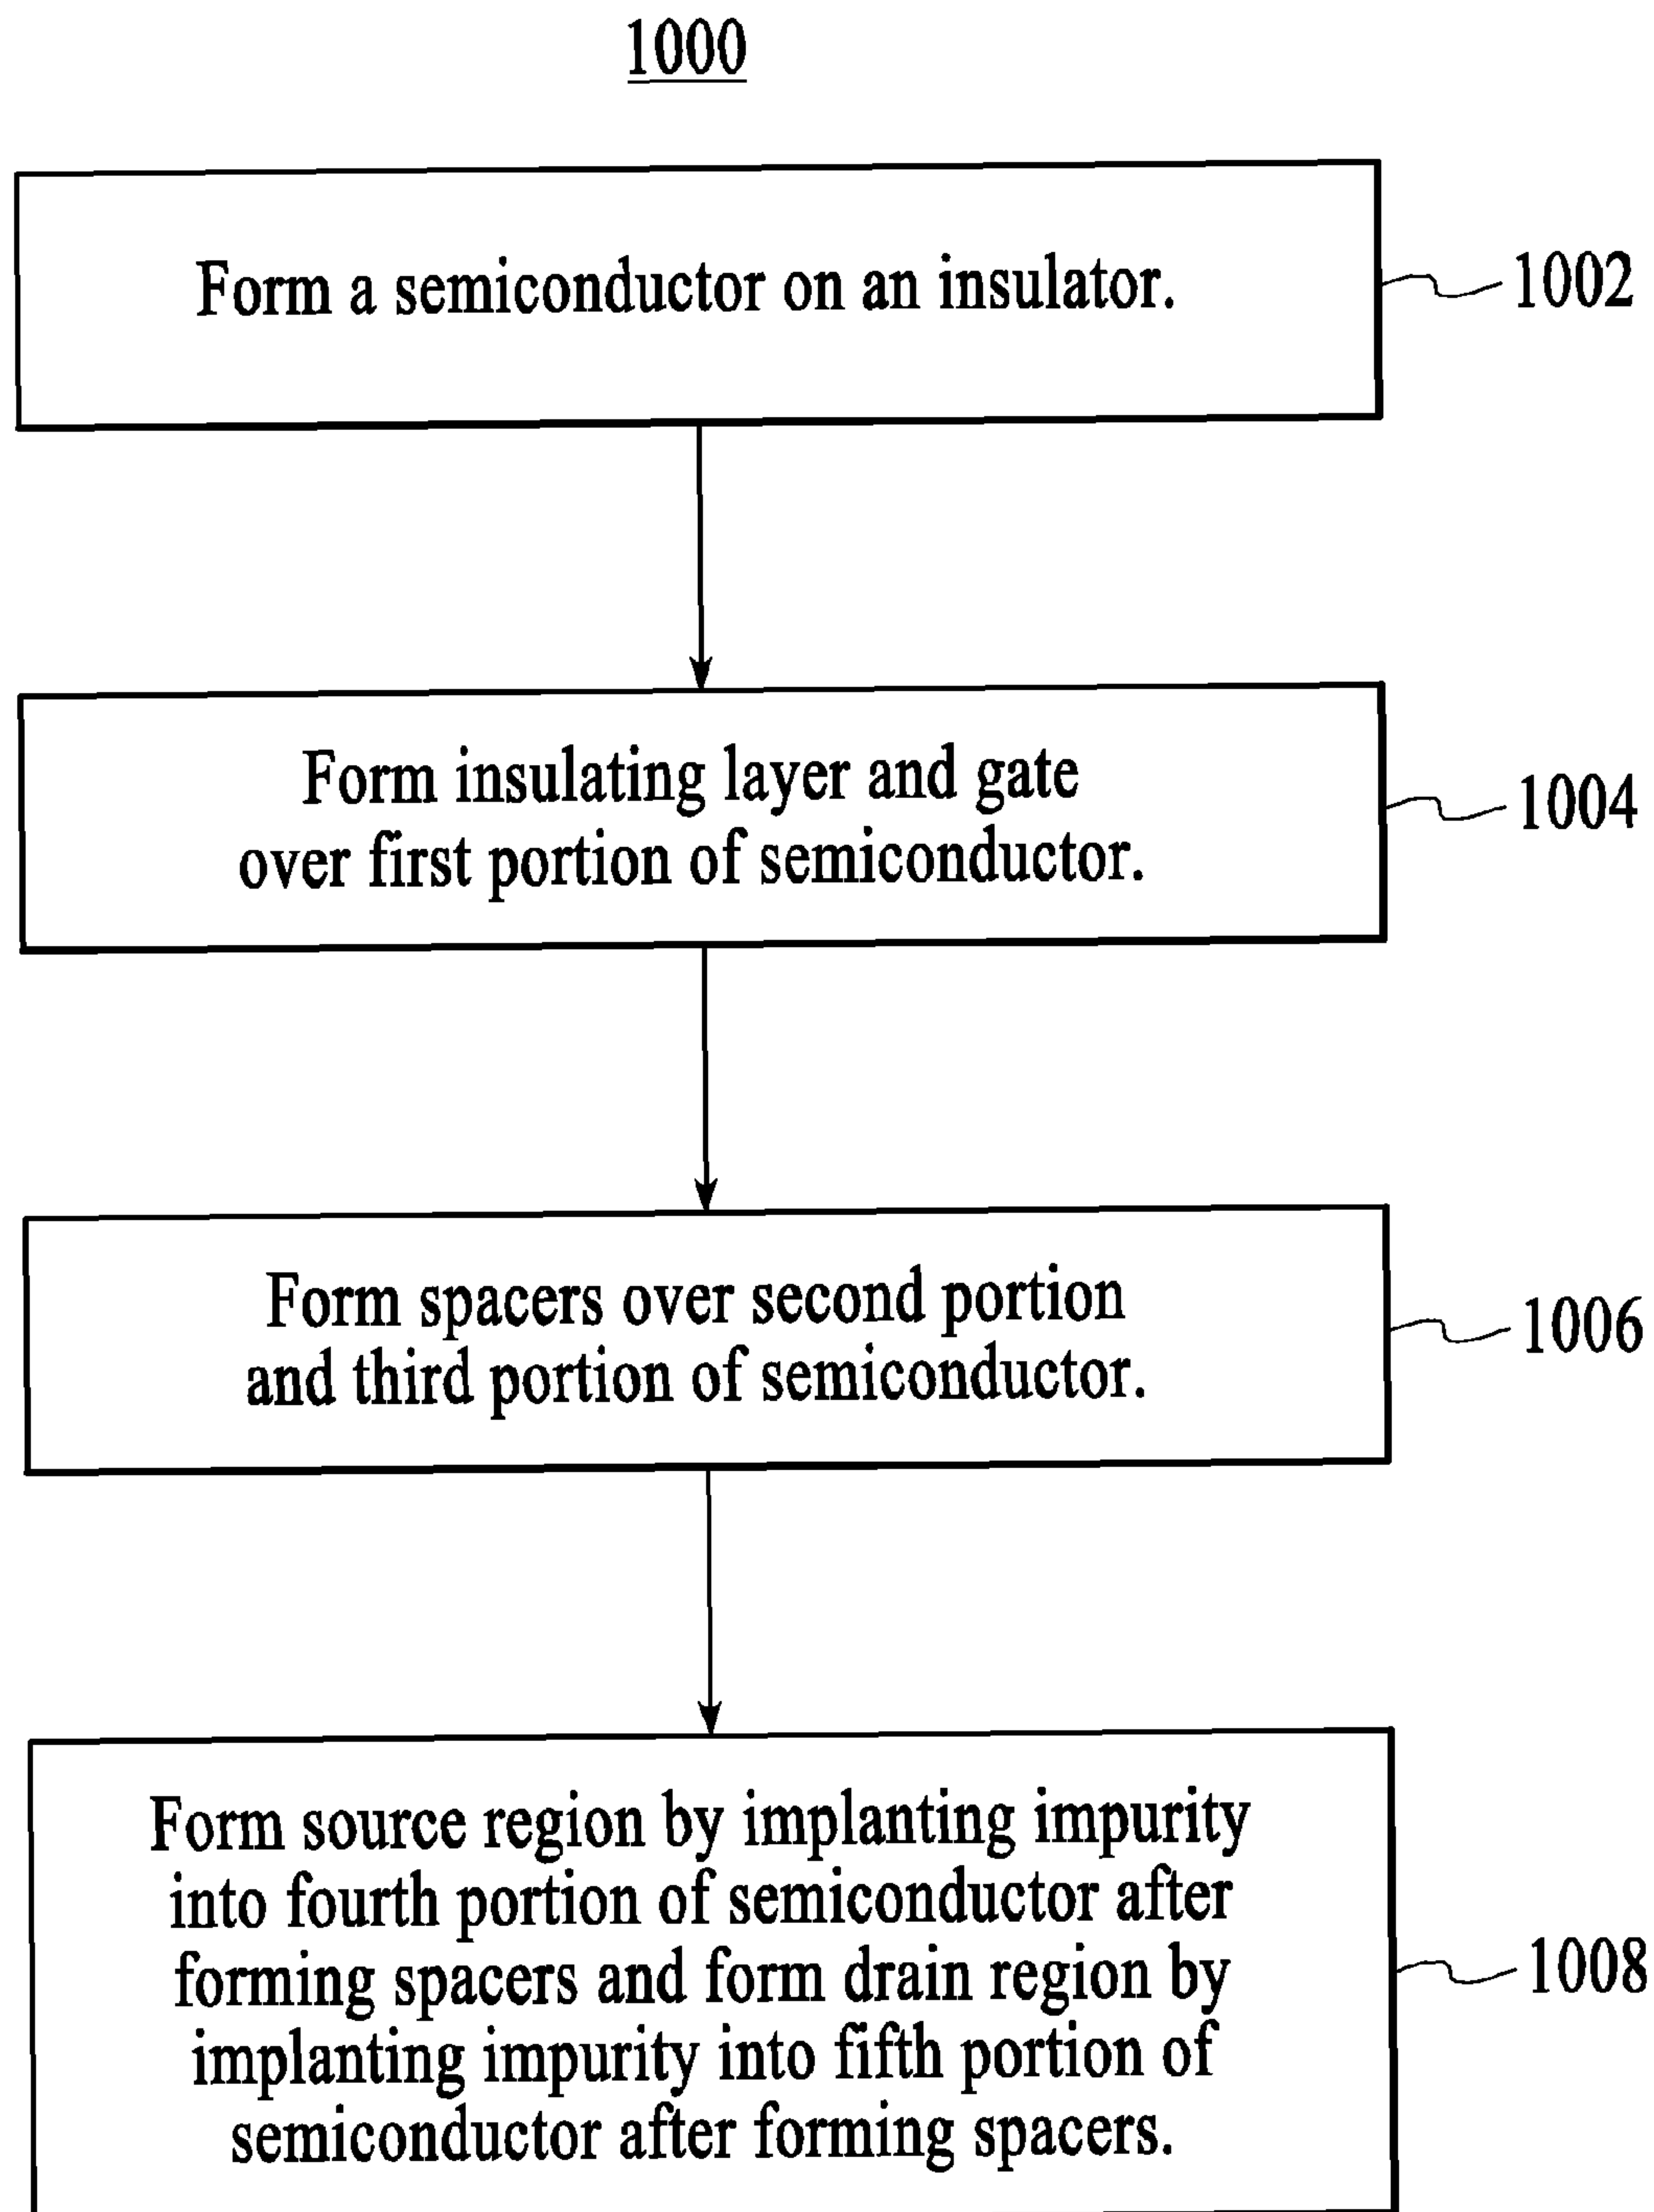 1000
Form a semiconductor on an insulator.
1002
Form insulating layer and gate
over first portion of semiconductor.
1004
Form spacers over second portion
and third portion of semiconductor.
1006
Form source region by implanting impurity
into fourth portion of semiconductor after
forming spacers and form drain region by
implanting impurity into fifth portion of
semiconductor after forming spacers.
1008